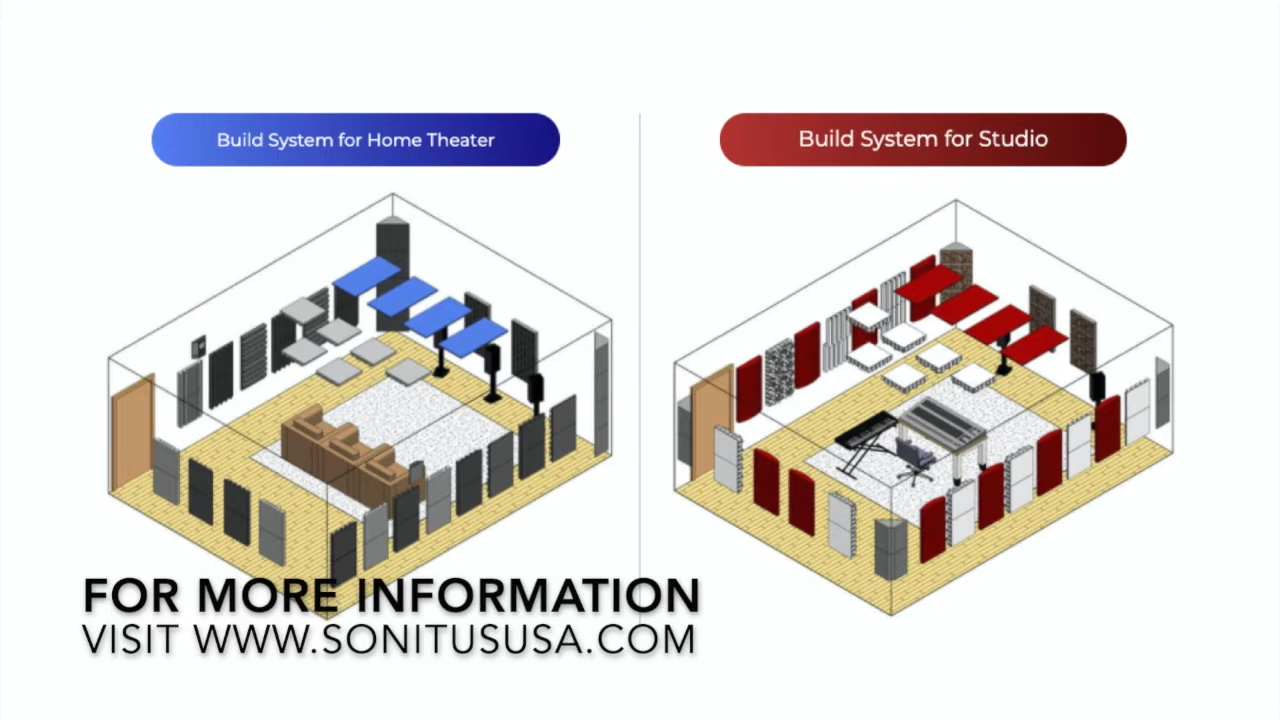 Build System for Home Theater
Build System for Studio
FOR MORE INFORMATION
VISIT WWW.SONITUSUSA.COM